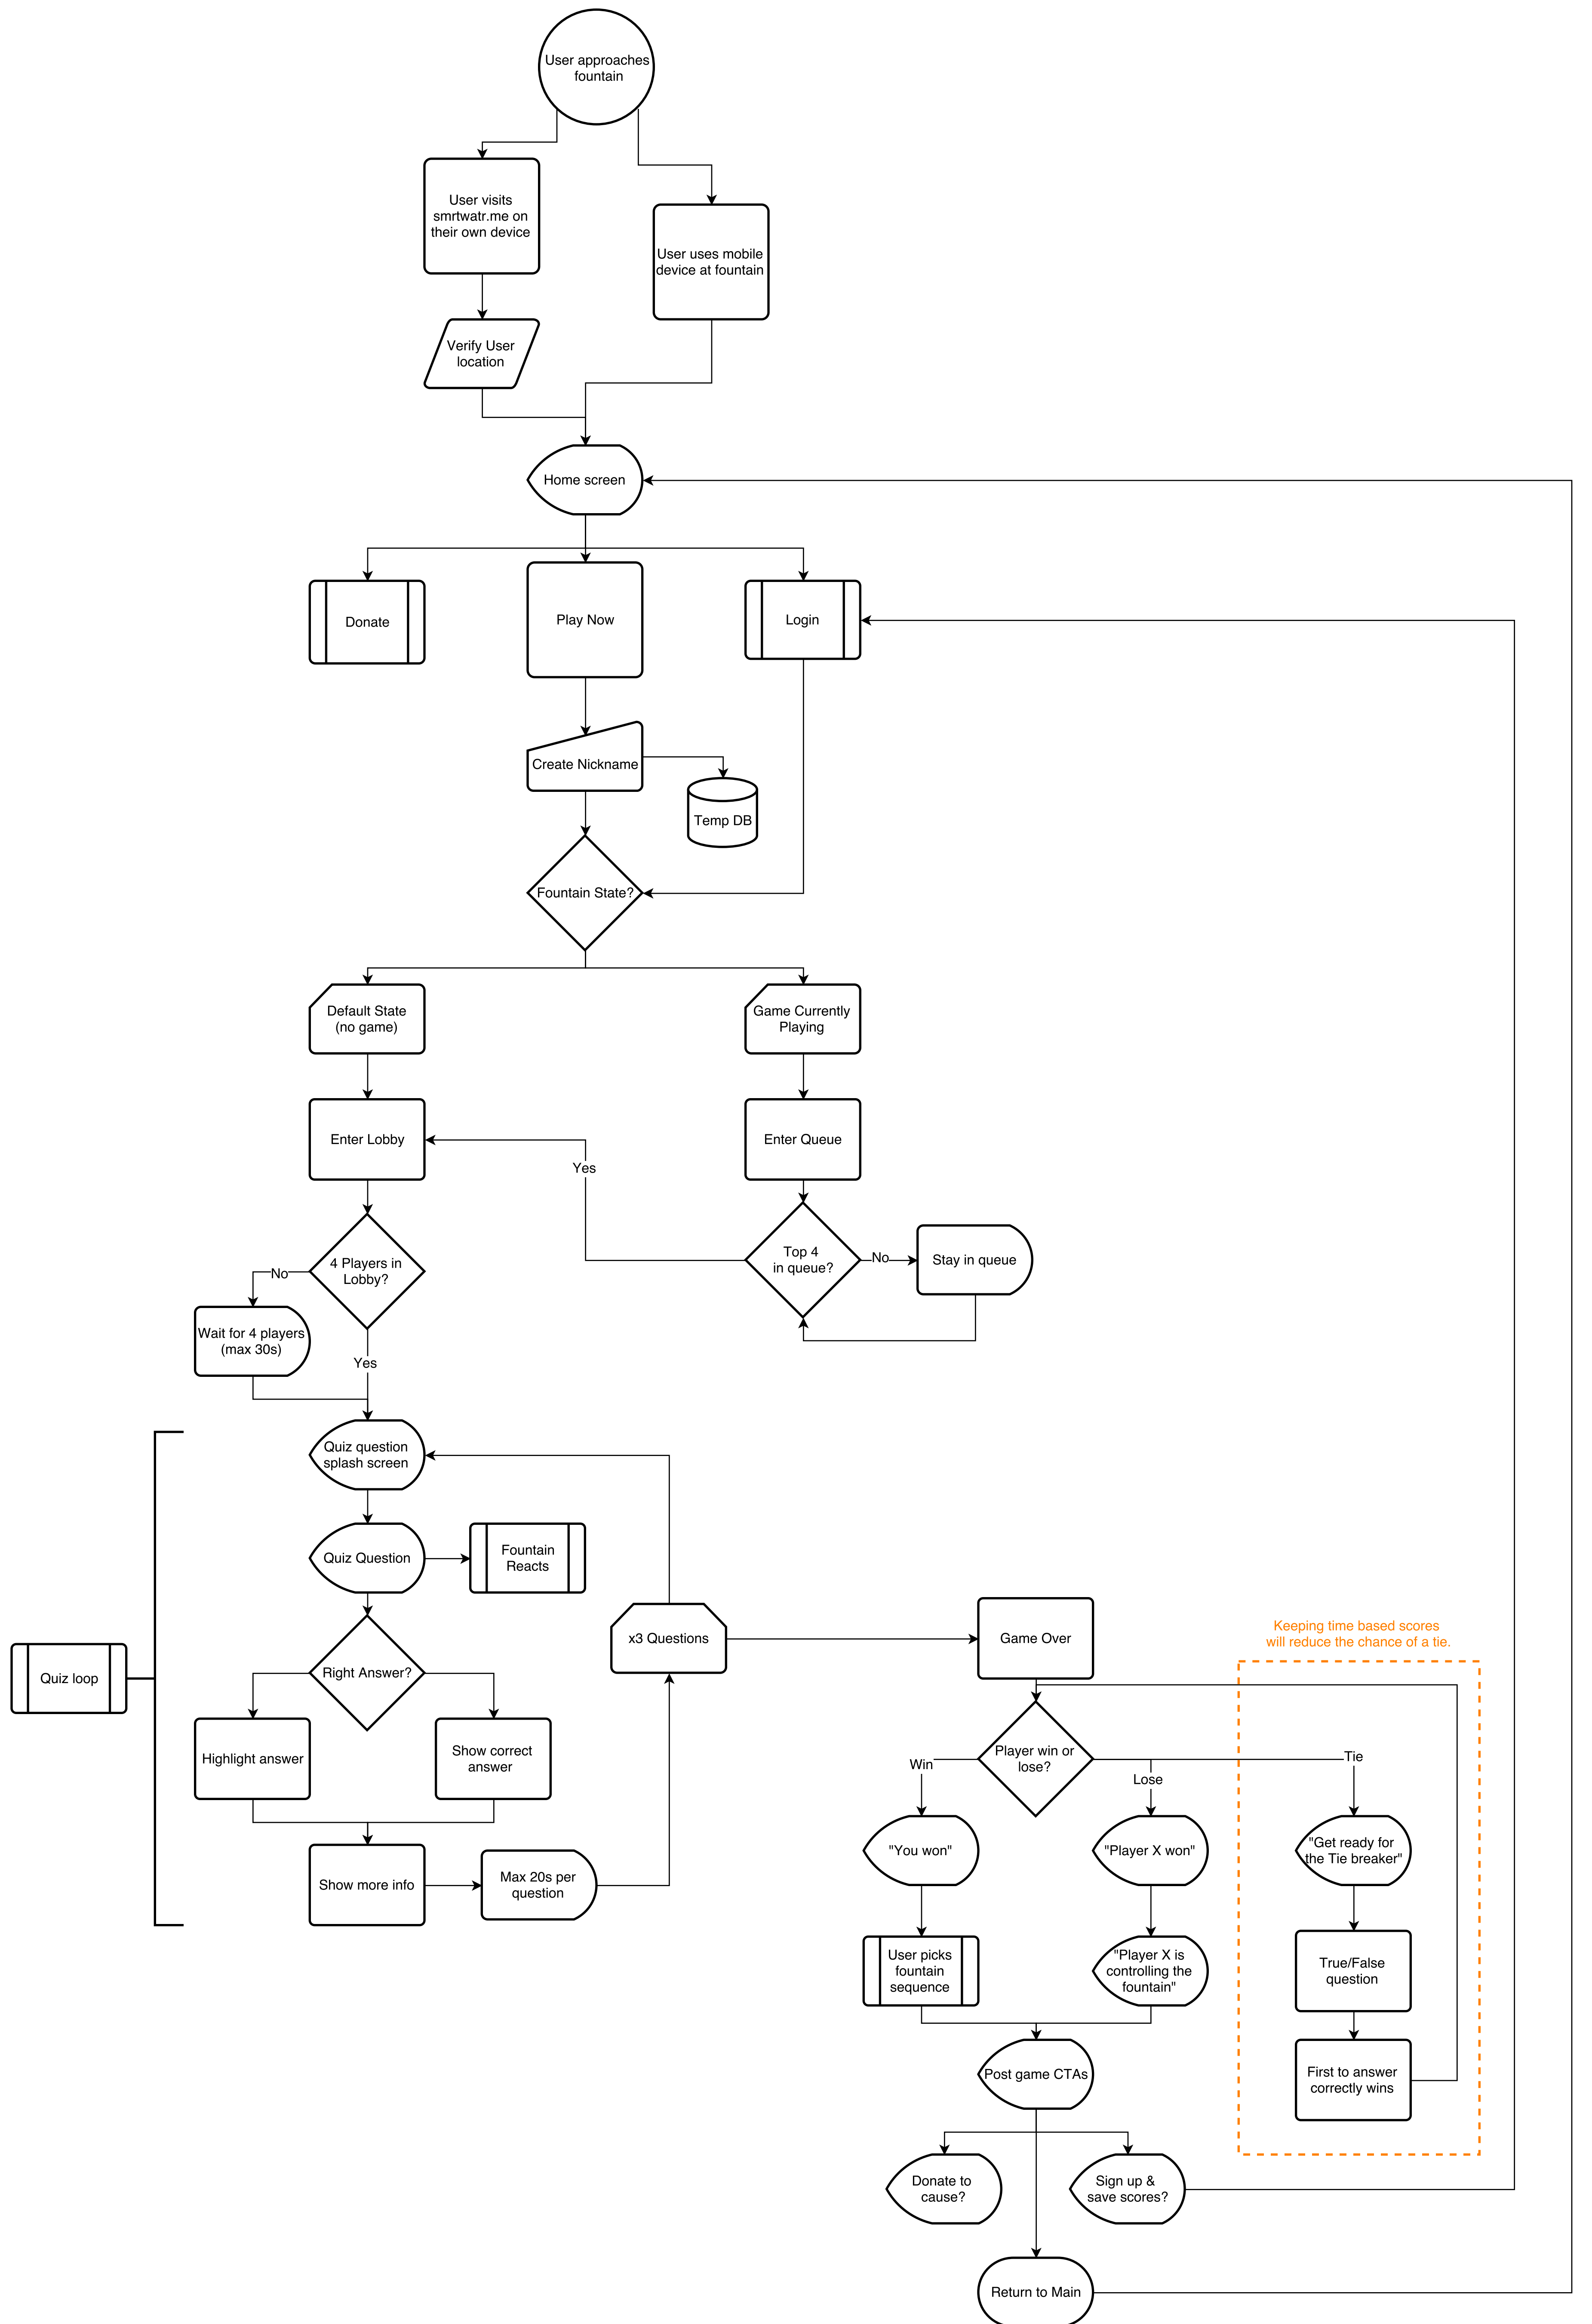 User approaches
fountain
User visits
smrtwatr.me on
their own device
User uses mobile
device at fountain
Verify User
location
Home screen
Donate
Play Now
Login
Create Nickname
Temp DB
Fountain State?
Default State
(no game)
Game Currently
Playing
Enter Lobby
Enter Queue
Yes
4 Players in
Lobby?
Top 4
in queue?
No
Stay in queue
No
Wait for 4 players
(max 30s)
Yes
Quiz question
splash screen
Quiz Question
Fountain
Reacts
Quiz loop
Right Answer?
x3 Questions
Game Over
Keeping time based scores
will reduce the chance of a tie.
Highlight answer
Show correct
answer
Player win or
lose?
Win
Lose
Tie
Show more info
Max 20s per
question
"You won"
"Player X won"
"Get ready for
the Tie breaker"
User picks
fountain
sequence
"Player X is
controlling the
fountain"
True/False
question
First to answer
correctly wins
Post game CTAs
Donate to
cause?
Sign up &
save scores?
Return to Main